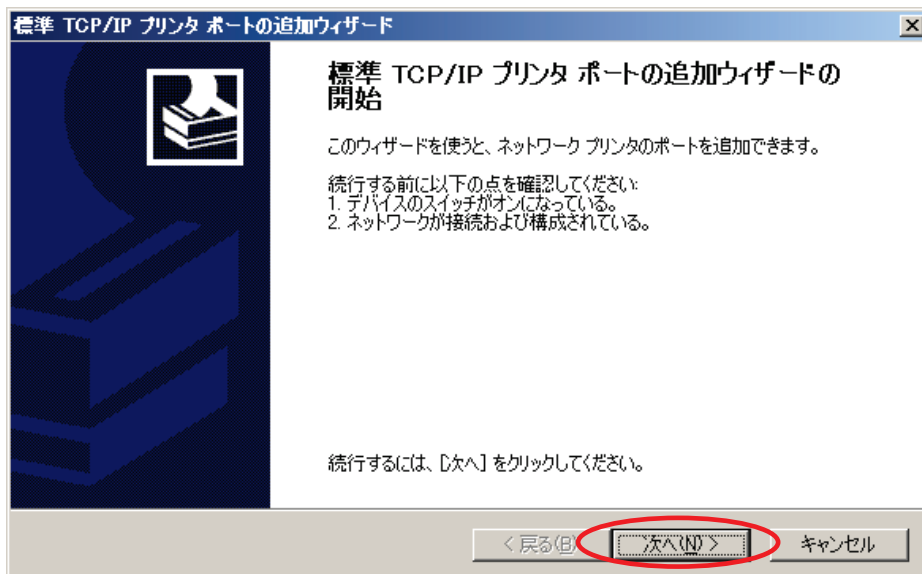 標準 TCP/IP プリンタ ポートの追加ウィザード
標準 TCP/IP プリンタ ポートの追加ウィザードの
開始
このウィザードを使うと、ネットワーク プリンタのポートを追加できます。
続行する前に以下の点を確認してください:
1. デバイスのスイッチがオンになっている。
2. ネットワークが接続および構成されている。
続行するには、[次へ] をクリックしてください。
< 戻る(B)
次へ(N) >
キャンセル